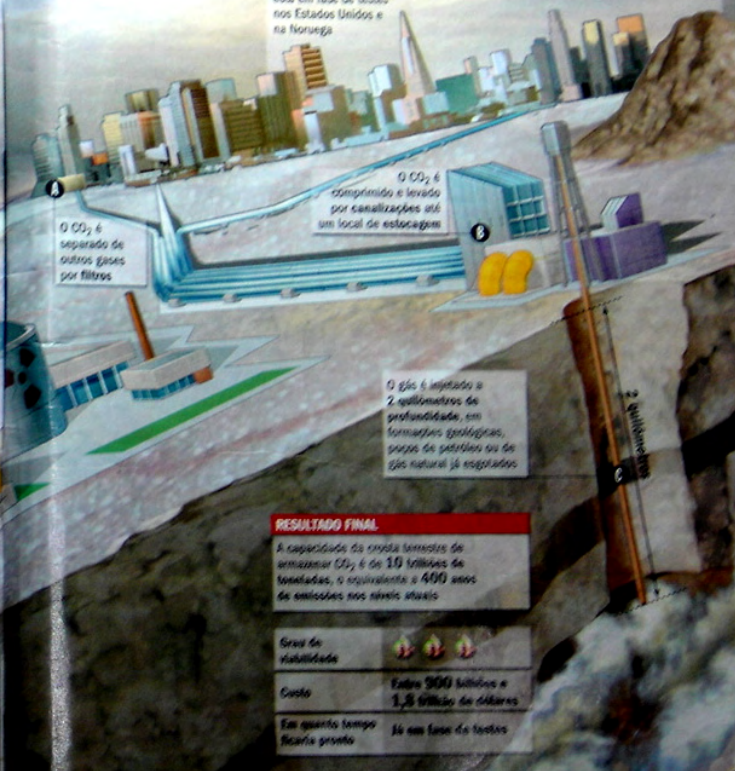 nos Estados Unidos e
na Noruega
A
O CO₂ é
separado de
outros gases
por filtros
O CO₂ é
comprimido e levado
por canalizações até
um local de estocagem
B
O gás é injetado a
2 quilômetros de
profundidade, em
formações geológicas,
poços de petróleo ou de
gás natural já esgotados
2 quilômetros
C
RESULTADO FINAL
A capacidade da crosta terrestre de
armazenar CO₂ é de 10 trilhões de
toneladas, o equivalente a 400 anos
de emissões nos níveis atuais
Grau de
viabilidade
Custo
Entre 900 bilhões e
1,8 trilhão de dólares
Em quanto tempo
ficaria pronto
Já em fase de testes